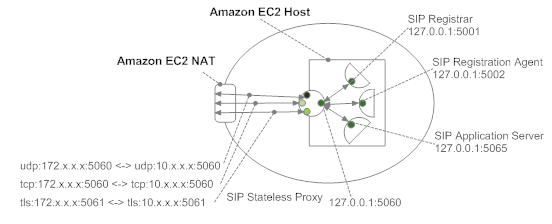 Amazon EC2 Host
SIP Registrar
127.0.0.1:5001
Amazon EC2 NAT
SIP Registration Agent
127.0.0.1:5002
SIP Application Server
127.0.0.1:5065
udp:172.x.x.x:5060 <-> udp:10.x.x.x:5060
tcp:172.x.x.x:5060 <-> tcp:10.x.x.x:5060
tls:172.x.x.x:5061 <-> tls:10.x.x.x:5061
SIP Stateless Proxy
127.0.0.1:5060